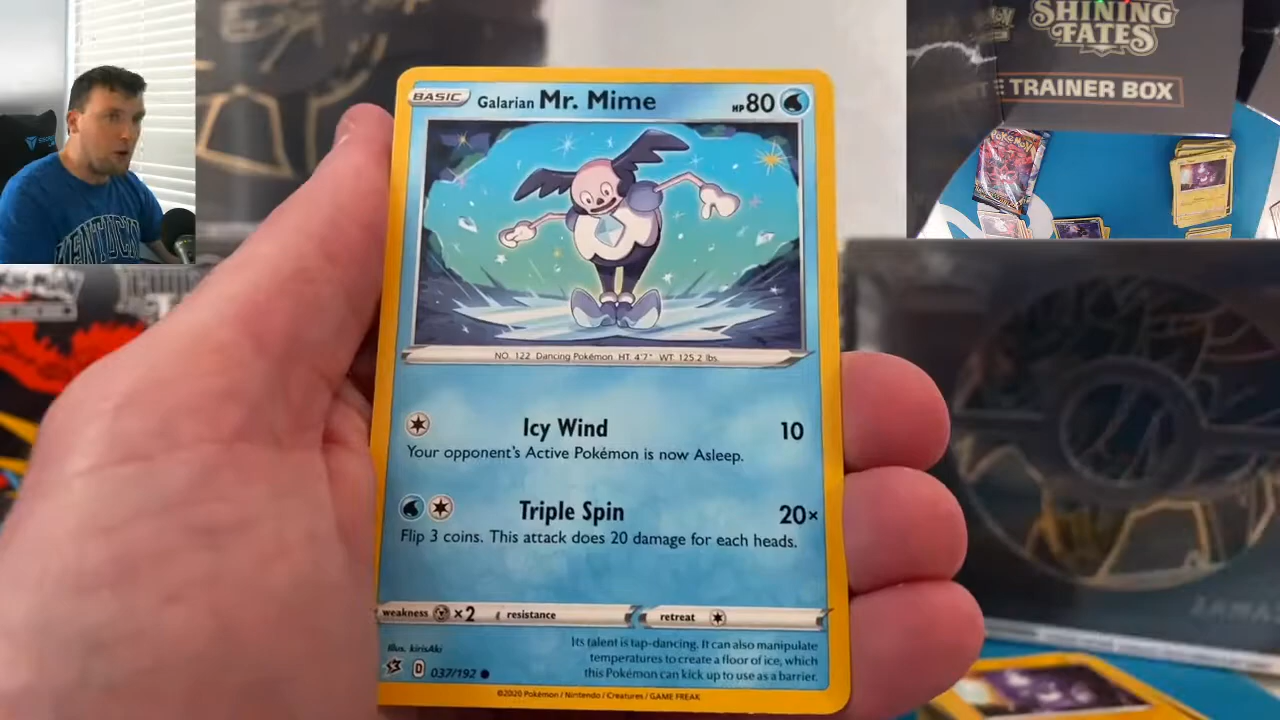 BASIC
Galarian Mr. Mime
HP 80
NO. 122 Dancing Pokémon HT 4'7" WT 125.2 lbs.
Icy Wind 10
Your opponent's Active Pokémon is now Asleep.
Triple Spin 20×
Flip 3 coins. This attack does 20 damage for each heads.
weakness ×2 resistance retreat
Illus. kirisAki
Its talent is tap-dancing. It can also manipulate
temperatures to create a floor of ice, which
this Pokémon can kick up to use as a barrier.
D 037/192
©2020 Pokémon / Nintendo / Creatures / GAME FREAK
KENTUCK
SHINING
FATES
TRAINER BOX
POKÉMON